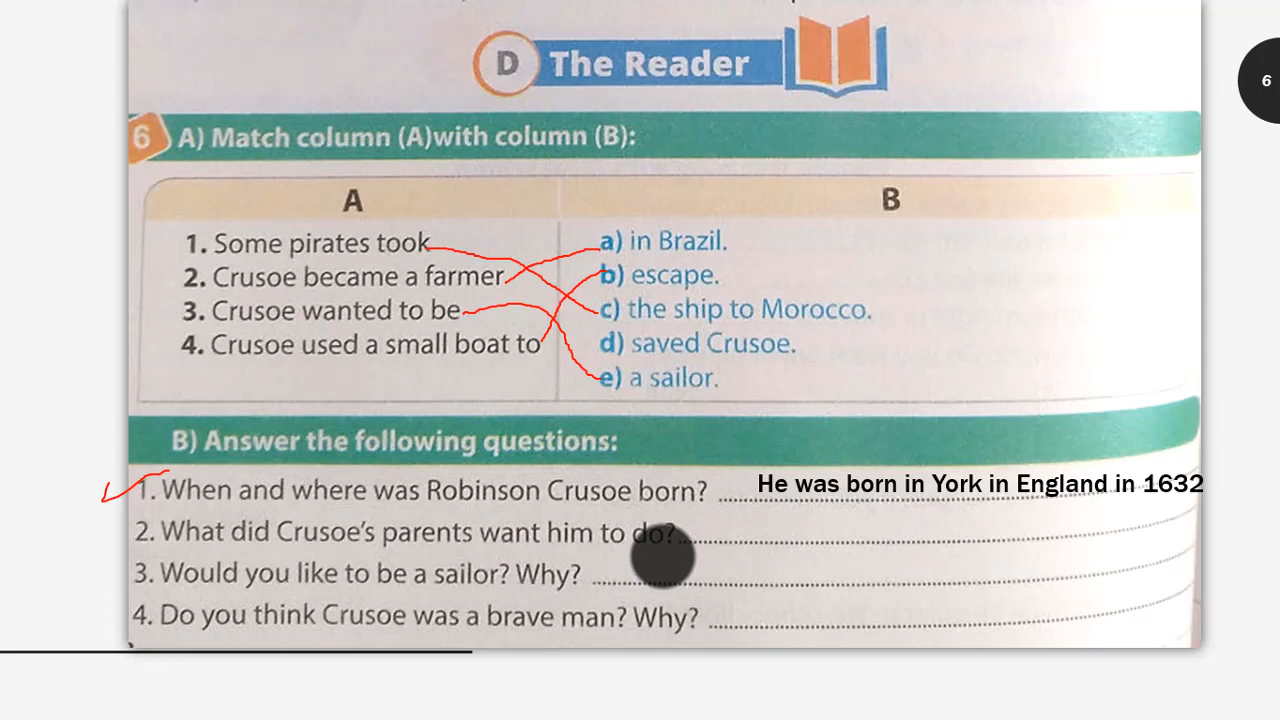 D The Reader
6
6 A) Match column (A)with column (B):
A B
1. Some pirates took a) in Brazil.
2. Crusoe became a farmer b) escape.
3. Crusoe wanted to be c) the ship to Morocco.
4. Crusoe used a small boat to d) saved Crusoe.
e) a sailor.
B) Answer the following questions:
1. When and where was Robinson Crusoe born? He was born in York in England in 1632
2. What did Crusoe's parents want him to do?
3. Would you like to be a sailor? Why?
4. Do you think Crusoe was a brave man? Why?